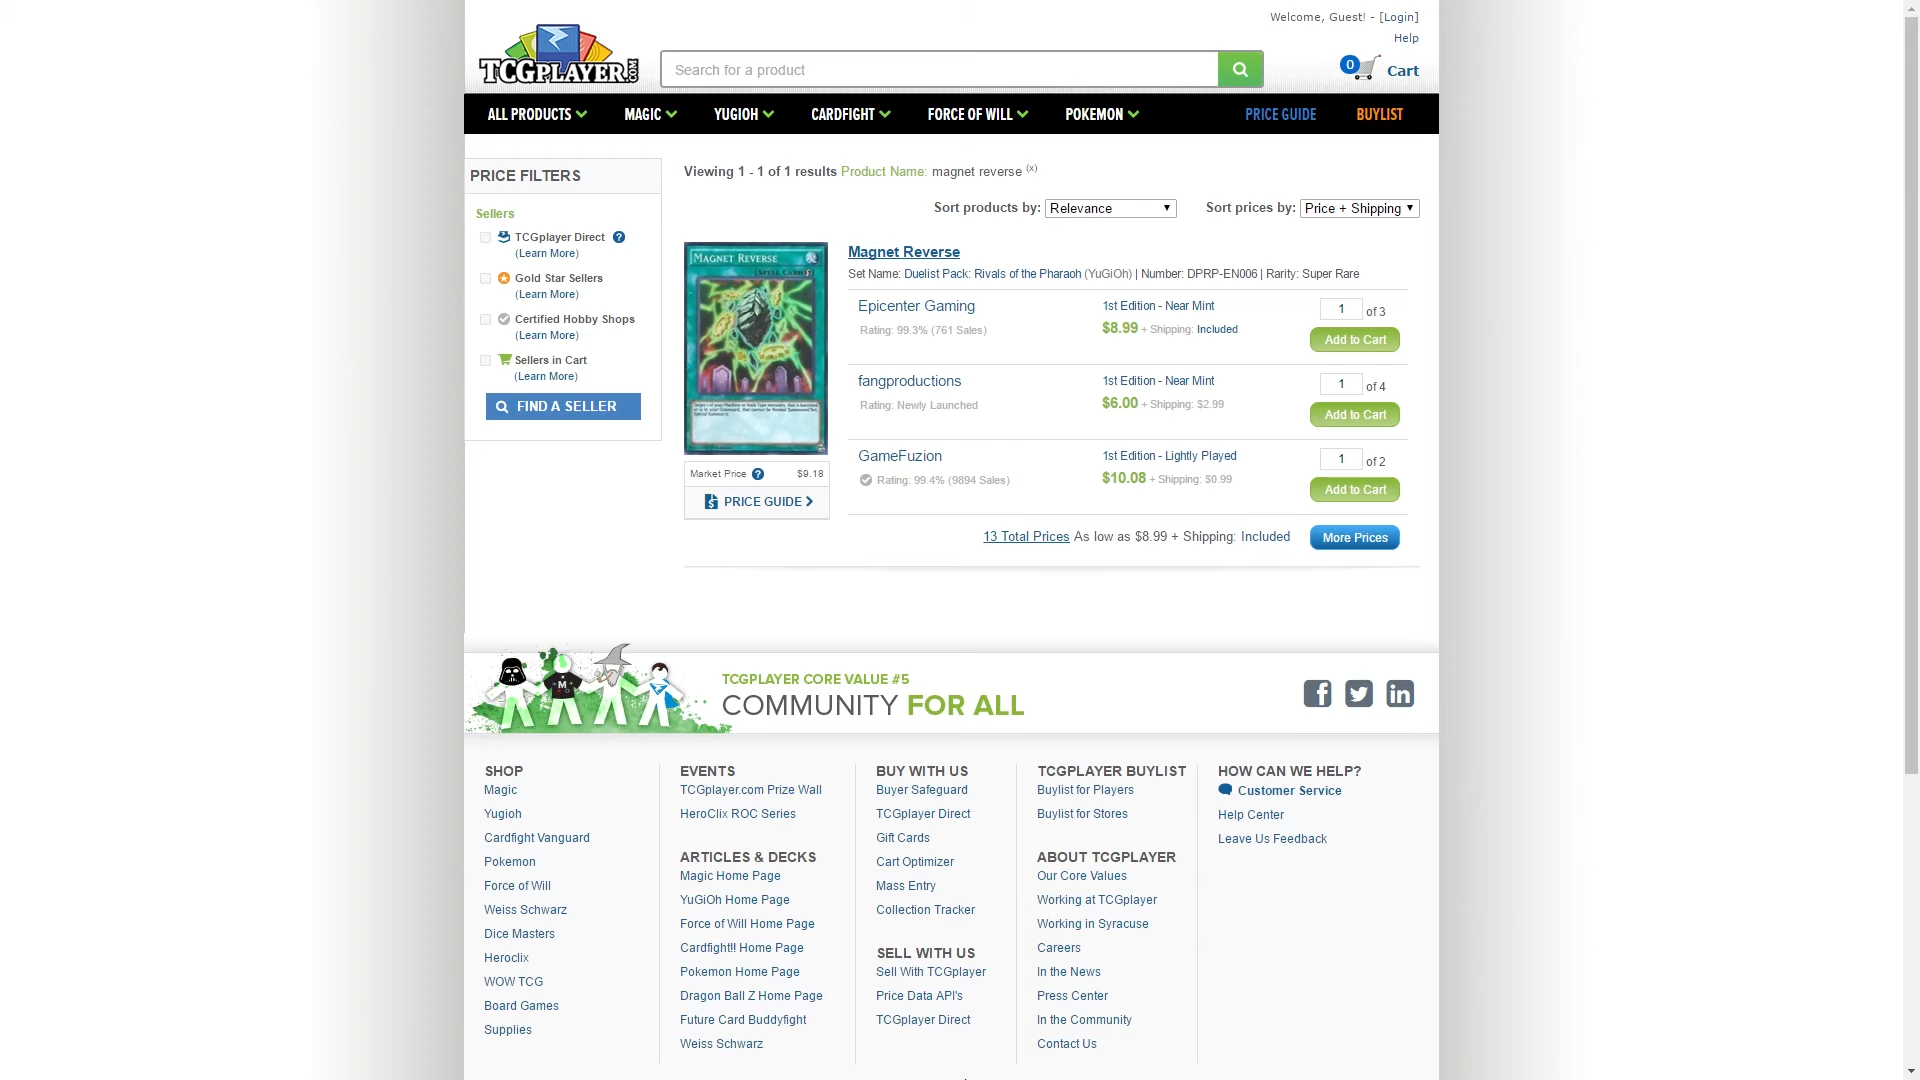 Welcome, Guest! - [Login]
Help
TCGPLAYER.COM
Search for a product
0
Cart
ALL PRODUCTS
MAGIC
YUGIOH
CARDFIGHT
FORCE OF WILL
POKEMON
PRICE GUIDE
BUYLIST
PRICE FILTERS
Sellers
TCGplayer Direct ?
(Learn More)
Gold Star Sellers
(Learn More)
Certified Hobby Shops
(Learn More)
Sellers in Cart
(Learn More)
FIND A SELLER
Viewing 1 - 1 of 1 results Product Name: magnet reverse (x)
Sort products by: Relevance
Sort prices by: Price + Shipping
MAGNET REVERSE
[SPELL CARD]
Market Price ? $9.18
PRICE GUIDE
Magnet Reverse
Set Name: Duelist Pack: Rivals of the Pharaoh (YuGiOh) | Number: DPRP-EN006 | Rarity: Super Rare
Epicenter Gaming
Rating: 99.3% (761 Sales)
1st Edition - Near Mint
$8.99 + Shipping: Included
1 of 3
Add to Cart
fangproductions
Rating: Newly Launched
1st Edition - Near Mint
$6.00 + Shipping: $2.99
1 of 4
Add to Cart
GameFuzion
Rating: 99.4% (9894 Sales)
1st Edition - Lightly Played
$10.08 + Shipping: $0.99
1 of 2
Add to Cart
13 Total Prices As low as $8.99 + Shipping: Included
More Prices
M
TCGPLAYER CORE VALUE #5
COMMUNITY FOR ALL
SHOP
Magic
Yugioh
Cardfight Vanguard
Pokemon
Force of Will
Weiss Schwarz
Dice Masters
Heroclix
WOW TCG
Board Games
Supplies
EVENTS
TCGplayer.com Prize Wall
HeroClix ROC Series
ARTICLES & DECKS
Magic Home Page
YuGiOh Home Page
Force of Will Home Page
Cardfight!! Home Page
Pokemon Home Page
Dragon Ball Z Home Page
Future Card Buddyfight
Weiss Schwarz
BUY WITH US
Buyer Safeguard
TCGplayer Direct
Gift Cards
Cart Optimizer
Mass Entry
Collection Tracker
SELL WITH US
Sell With TCGplayer
Price Data API's
TCGplayer Direct
TCGPLAYER BUYLIST
Buylist for Players
Buylist for Stores
ABOUT TCGPLAYER
Our Core Values
Working at TCGplayer
Working in Syracuse
Careers
In the News
Press Center
In the Community
Contact Us
HOW CAN WE HELP?
Customer Service
Help Center
Leave Us Feedback